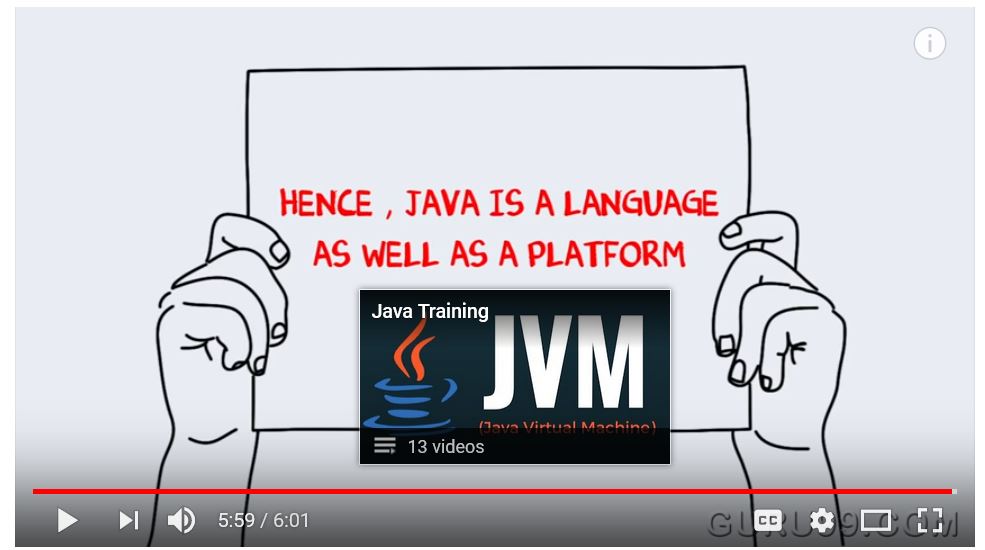 HENCE , JAVA IS A LANGUAGE
AS WELL AS A PLATFORM
Java Training
JVM
(Java Virtual Machine)
13 videos
5:59 / 6:01
CC
GURU99.COM